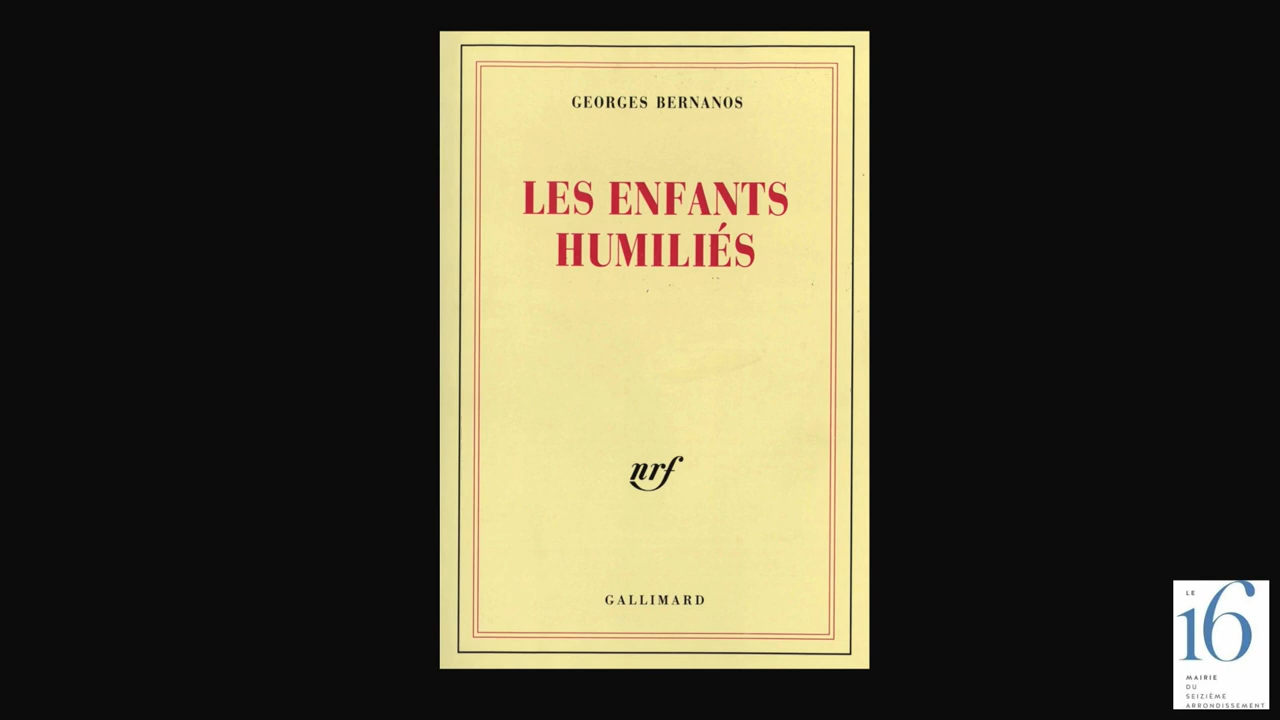 GEORGES BERNANOS
LES ENFANTS
HUMILIÉS
nrf
GALLIMARD
LE
16
MAIRIE
DU
SEIZIÈME
ARRONDISSEMENT